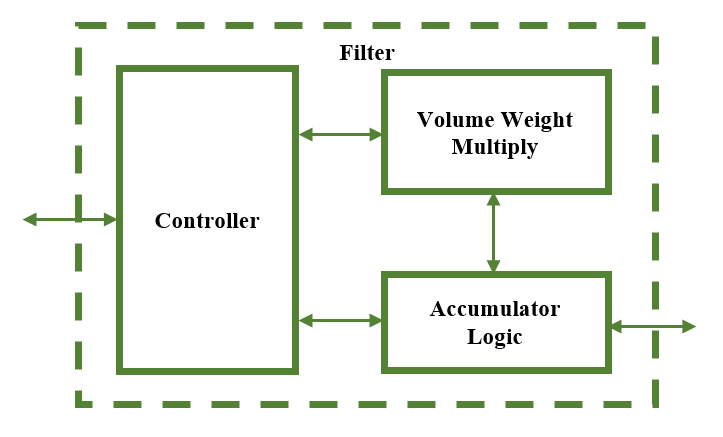 Filter
Volume Weight
Multiply
Controller
Accumulator
Logic